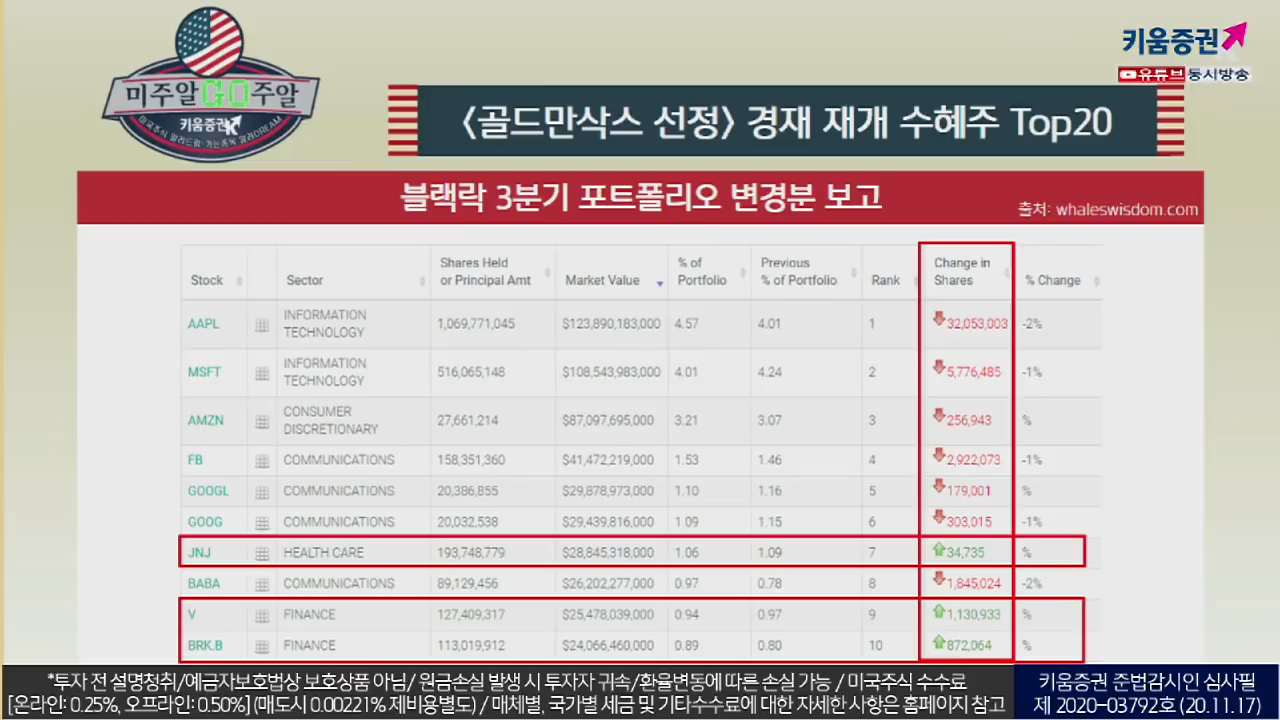 미주알GO주알
키움증권
미국주식 알려드림·키는종목 알려DREAM
키움증권
유튜브 동시방송
<골드만삭스 선정> 경재 재개 수혜주 Top20
블랙락 3분기 포트폴리오 변경분 보고
출처: whaleswisdom.com
Stock Sector Shares Held or Principal Amt Market Value % of Portfolio Previous % of Portfolio Rank Change in Shares % Change
AAPL INFORMATION TECHNOLOGY 1,069,771,045 $123,890,183,000 4.57 4.01 1 32,053,003 -2%
MSFT INFORMATION TECHNOLOGY 516,065,148 $108,543,983,000 4.01 4.24 2 5,776,485 -1%
AMZN CONSUMER DISCRETIONARY 27,661,214 $87,097,695,000 3.21 3.07 3 256,943 %
FB COMMUNICATIONS 158,351,360 $41,472,219,000 1.53 1.46 4 2,922,073 -1%
GOOGL COMMUNICATIONS 20,386,855 $29,878,973,000 1.10 1.16 5 179,001 %
GOOG COMMUNICATIONS 20,032,538 $29,439,816,000 1.09 1.15 6 303,015 -1%
JNJ HEALTH CARE 193,748,779 $28,845,318,000 1.06 1.09 7 34,735 %
BABA COMMUNICATIONS 89,129,456 $26,202,277,000 0.97 0.78 8 1,845,024 -2%
V FINANCE 127,409,317 $25,478,039,000 0.94 0.97 9 1,130,933 %
BRK.B FINANCE 113,019,912 $24,066,460,000 0.89 0.80 10 872,064 %
*투자 전 설명청취/예금자보호법상 보호상품 아님/ 원금손실 발생 시 투자자 귀속/환율변동에 따른 손실 가능 / 미국주식 수수료
[온라인: 0.25%, 오프라인: 0.50%] (매도시 0.00221% 제비용별도) / 매체별, 국가별 세금 및 기타수수료에 대한 자세한 사항은 홈페이지 참고
키움증권 준법감시인 심사필
제 2020-03792호 (20.11.17)